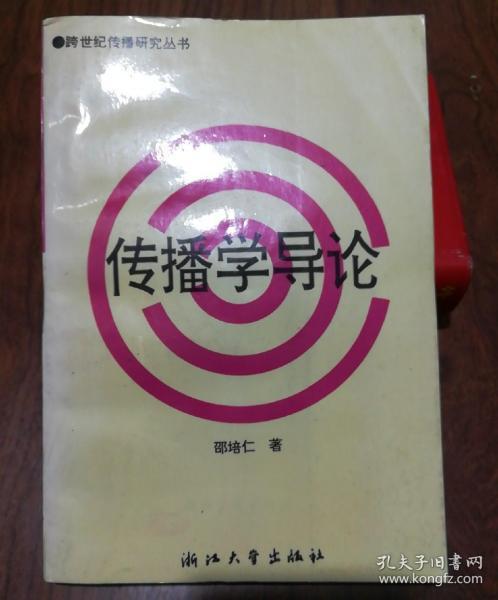 ●跨世纪传播研究丛书
传播学导论
邵培仁 著
浙江大学出版社
孔夫子旧书网
www.kongfz.com